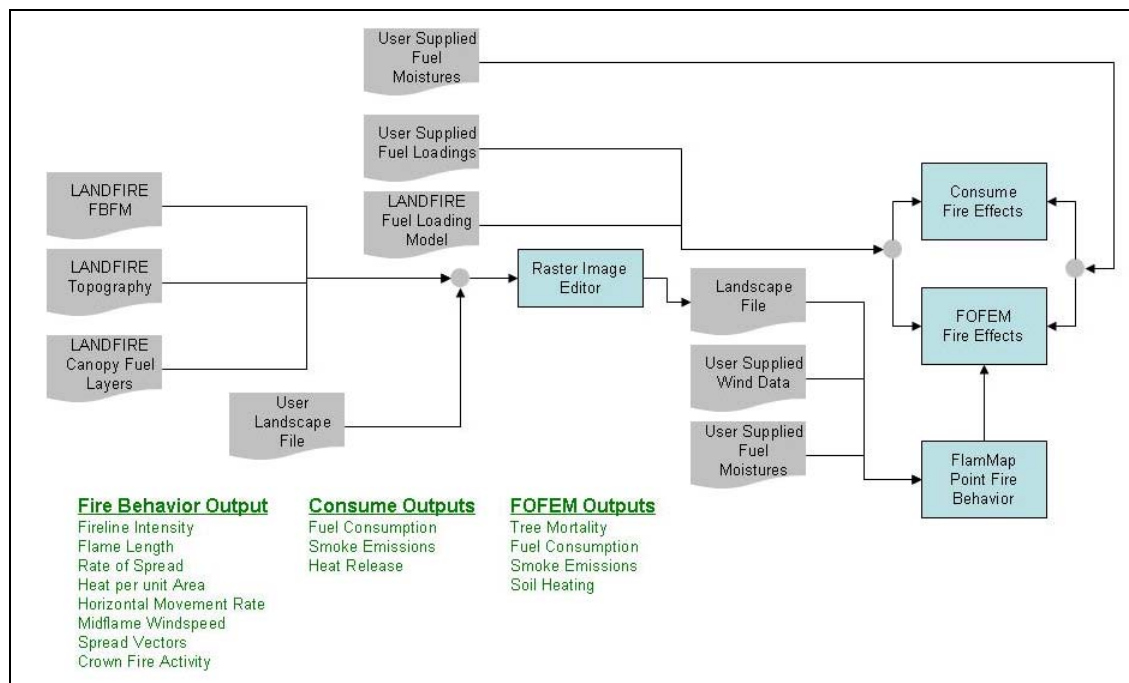 User Supplied
Fuel
Moistures
User Supplied
Fuel Loadings
LANDFIRE
Fuel Loading
Model
LANDFIRE
FBFM
LANDFIRE
Topography
LANDFIRE
Canopy Fuel
Layers
User
Landscape
File
Raster Image
Editor
Landscape
File
User Supplied
Wind Data
User Supplied
Fuel
Moistures
Consume
Fire Effects
FOFEM
Fire Effects
FlamMap
Point Fire
Behavior
Fire Behavior Output
Fireline Intensity
Flame Length
Rate of Spread
Heat per unit Area
Horizontal Movement Rate
Midflame Windspeed
Spread Vectors
Crown Fire Activity
Consume Outputs
Fuel Consumption
Smoke Emissions
Heat Release
FOFEM Outputs
Tree Mortality
Fuel Consumption
Smoke Emissions
Soil Heating